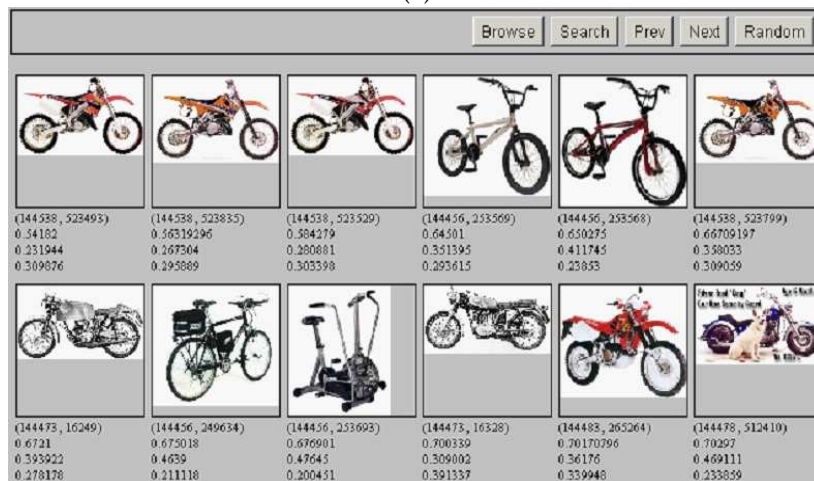 Browse Search Prev Next Random
(144538, 523493) (144538, 523835) (144538, 523529) (144456, 253569) (144456, 253568) (144538, 523799)
0.54182 0.56319296 0.584279 0.64501 0.650275 0.66709197
0.231944 0.267304 0.280881 0.351395 0.411745 0.358033
0.309876 0.295889 0.303398 0.293615 0.23853 0.309059
(144473, 16249) (144456, 249634) (144456, 253693) (144473, 16328) (144483, 265264) (144478, 512410)
0.6721 0.675018 0.676901 0.700339 0.70170796 0.70297
0.393922 0.4639 0.47645 0.309002 0.36176 0.469111
0.278178 0.211118 0.200451 0.391337 0.339948 0.233859